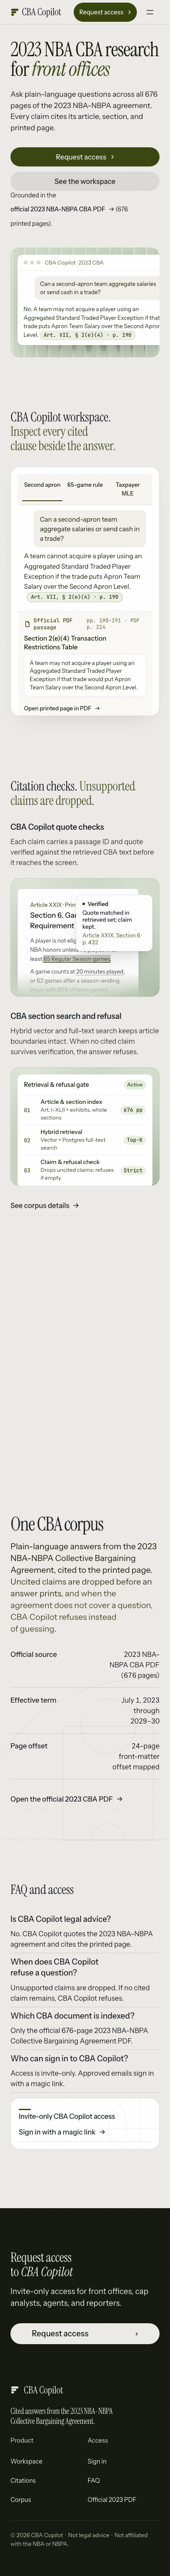 CBA Copilot
Request access
2023 NBA CBA research
for front offices
Ask plain-language questions across all 676
pages of the 2023 NBA-NBPA agreement.
Every claim cites its article, section, and
printed page.
Request access
See the workspace
Grounded in the
official 2023 NBA-NBPA CBA PDF → (676
printed pages).
CBA Copilot · 2023 CBA
Can a second-apron team aggregate salaries
or send cash in a trade?
No. A team may not acquire a player using an
Aggregated Standard Traded Player Exception if that
trade puts Apron Team Salary over the Second Apron
Level. Art. VII, § 2(e)(4) · p. 190
CBA Copilot workspace.
Inspect every cited
clause beside the answer.
Second apron
65-game rule
Taxpayer
MLE
Can a second-apron team
aggregate salaries or send cash in
a trade?
A team cannot acquire a player using an
Aggregated Standard Traded Player
Exception if the trade puts Apron Team
Salary over the Second Apron Level.
Art. VII, § 2(e)(4) · p. 190
Official PDF
passage
pp. 190–191 · PDF
p. 214
Section 2(e)(4) Transaction
Restrictions Table
A team may not acquire a player using an
Aggregated Standard Traded Player
Exception if that trade would put Apron
Team Salary over the Second Apron Level.
Open printed page in PDF →
Citation checks. Unsupported
claims are dropped.
CBA Copilot quote checks
Each claim carries a passage ID and quote
verified against the retrieved CBA text before
it reaches the screen.
Article XXIX · Prin
Section 6. Ga
Requirement
A player is not elig
NBA honors unless
least 65 Regular Season games.
A game counts at 20 minutes played,
or 62 games after a season-ending
Verified
Quote matched in
retrieved set; claim
kept.
Article XXIX, Section 6 ·
p. 432
CBA section search and refusal
Hybrid vector and full-text search keeps article
boundaries intact. When no cited claim
survives verification, the answer refuses.
Retrieval & refusal gate
Active
01
Article & section index
Art. I–XLII + exhibits, whole
sections
676 pp
02
Hybrid retrieval
Vector + Postgres full-text
search
Top-K
03
Claim & refusal check
Drops uncited claims; refuses
if empty
Strict
See corpus details →
One CBA corpus
Plain-language answers from the 2023
NBA-NBPA Collective Bargaining
Agreement, cited to the printed page.
Uncited claims are dropped before an
answer prints, and when the
agreement does not cover a question,
CBA Copilot refuses instead
of guessing.
Official source
2023 NBA-
NBPA CBA PDF
(676 pages)
Effective term
July 1, 2023
through
2029–30
Page offset
24-page
front-matter
offset mapped
Open the official 2023 CBA PDF →
FAQ and access
Is CBA Copilot legal advice?
No. CBA Copilot quotes the 2023 NBA-NBPA
agreement and cites the printed page.
When does CBA Copilot
refuse a question?
Unsupported claims are dropped. If no cited
claim remains, CBA Copilot refuses.
Which CBA document is indexed?
Only the official 676-page 2023 NBA-NBPA
Collective Bargaining Agreement PDF.
Who can sign in to CBA Copilot?
Access is invite-only. Approved emails sign in
with a magic link.
Invite-only CBA Copilot access
Sign in with a magic link →
Request access
to CBA Copilot
Invite-only access for front offices, cap
analysts, agents, and reporters.
Request access
CBA Copilot
Cited answers from the 2023 NBA-NBPA
Collective Bargaining Agreement.
Product
Access
Workspace
Sign in
Citations
FAQ
Corpus
Official 2023 PDF
© 2026 CBA Copilot · Not legal advice · Not affiliated
with the NBA or NBPA.